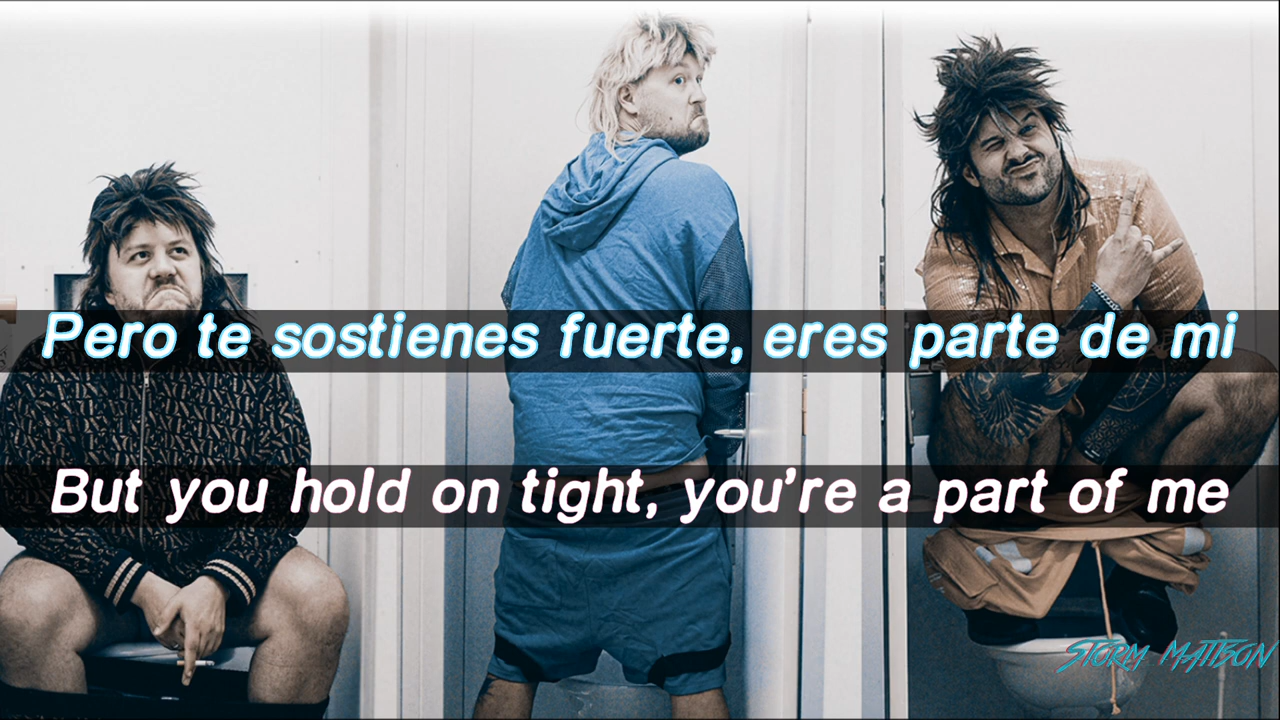 Pero te sostienes fuerte, eres parte de mi
But you hold on tight, you're a part of me
STORM MATTSON